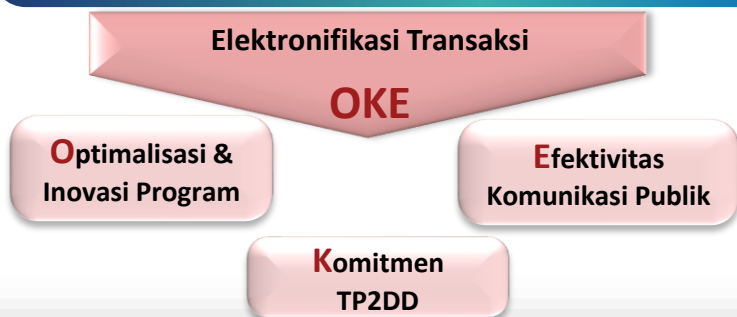 Elektronifikasi Transaksi
OKE
Optimalisasi &
Inovasi Program
Efektivitas
Komunikasi Publik
Komitmen
TP2DD